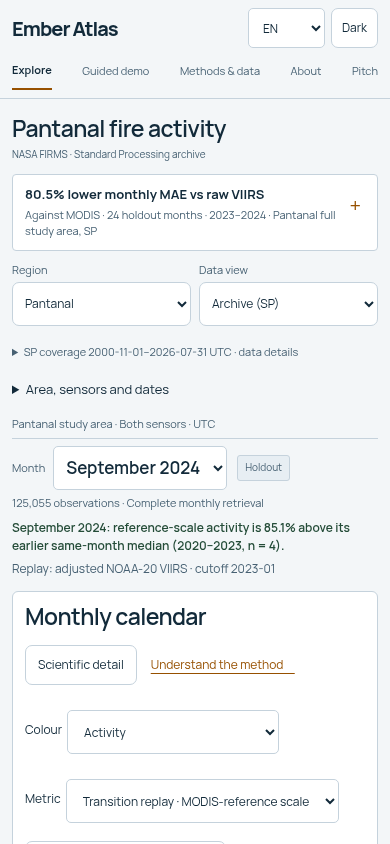 Ember Atlas
EN
Dark
Explore
Guided demo
Methods & data
About
Pitch
Pantanal fire activity
NASA FIRMS · Standard Processing archive
80.5% lower monthly MAE vs raw VIIRS
Against MODIS · 24 holdout months · 2023–2024 · Pantanal full
study area, SP
+
Region
Data view
Pantanal
Archive (SP)
SP coverage 2000-11-01–2026-07-31 UTC · data details
Area, sensors and dates
Pantanal study area · Both sensors · UTC
Month
September 2024
Holdout
125,055 observations · Complete monthly retrieval
September 2024: reference-scale activity is 85.1% above its
earlier same-month median (2020–2023, n = 4).
Replay: adjusted NOAA-20 VIIRS · cutoff 2023-01
Monthly calendar
Scientific detail
Understand the method
Colour
Activity
Metric
Transition replay · MODIS-reference scale